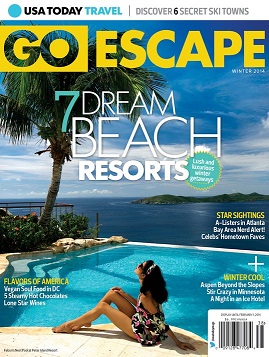 USA TODAY TRAVEL | DISCOVER 6 SECRET SKI TOWNS
GO ESCAPE
WINTER 2014
7 DREAM
BEACH
RESORTS
Lush and
luxurious
winter
getaways
STAR SIGHTINGS
A-Listers in Atlanta
Bay Area Nerd Alert!
Celebs' Hometown Faves
+
WINTER COOL
Aspen Beyond the Slopes
Stir Crazy in Minnesota
A Night in an Ice Hotel
FLAVORS OF AMERICA
Vegan Soul Food in DC
5 Steamy Hot Chocolates
Lone Star Wines